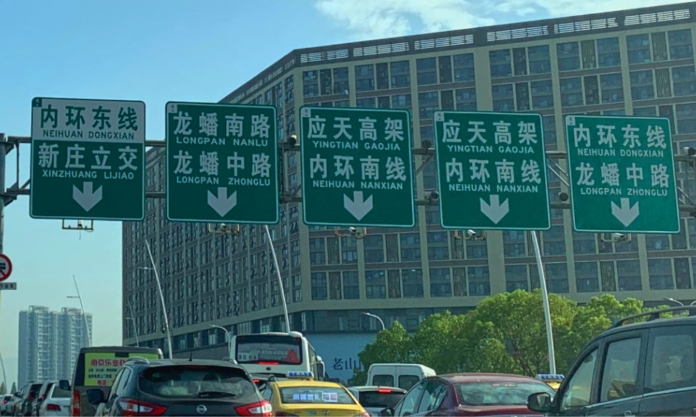 内环东线
NEIHUAN DONGXIAN
新庄立交
XINZHUANG LIJIAO
龙蟠南路
LONGPAN NANLU
龙蟠中路
LONGPAN ZHONGLU
应天高架
YINGTIAN GAOJIA
内环南线
NEIHUAN NANXIAN
应天高架
YINGTIAN GAOJIA
内环南线
NEIHUAN NANXIAN
内环东线
NEIHUAN DONGXIAN
龙蟠中路
LONGPAN ZHONGLU
老山